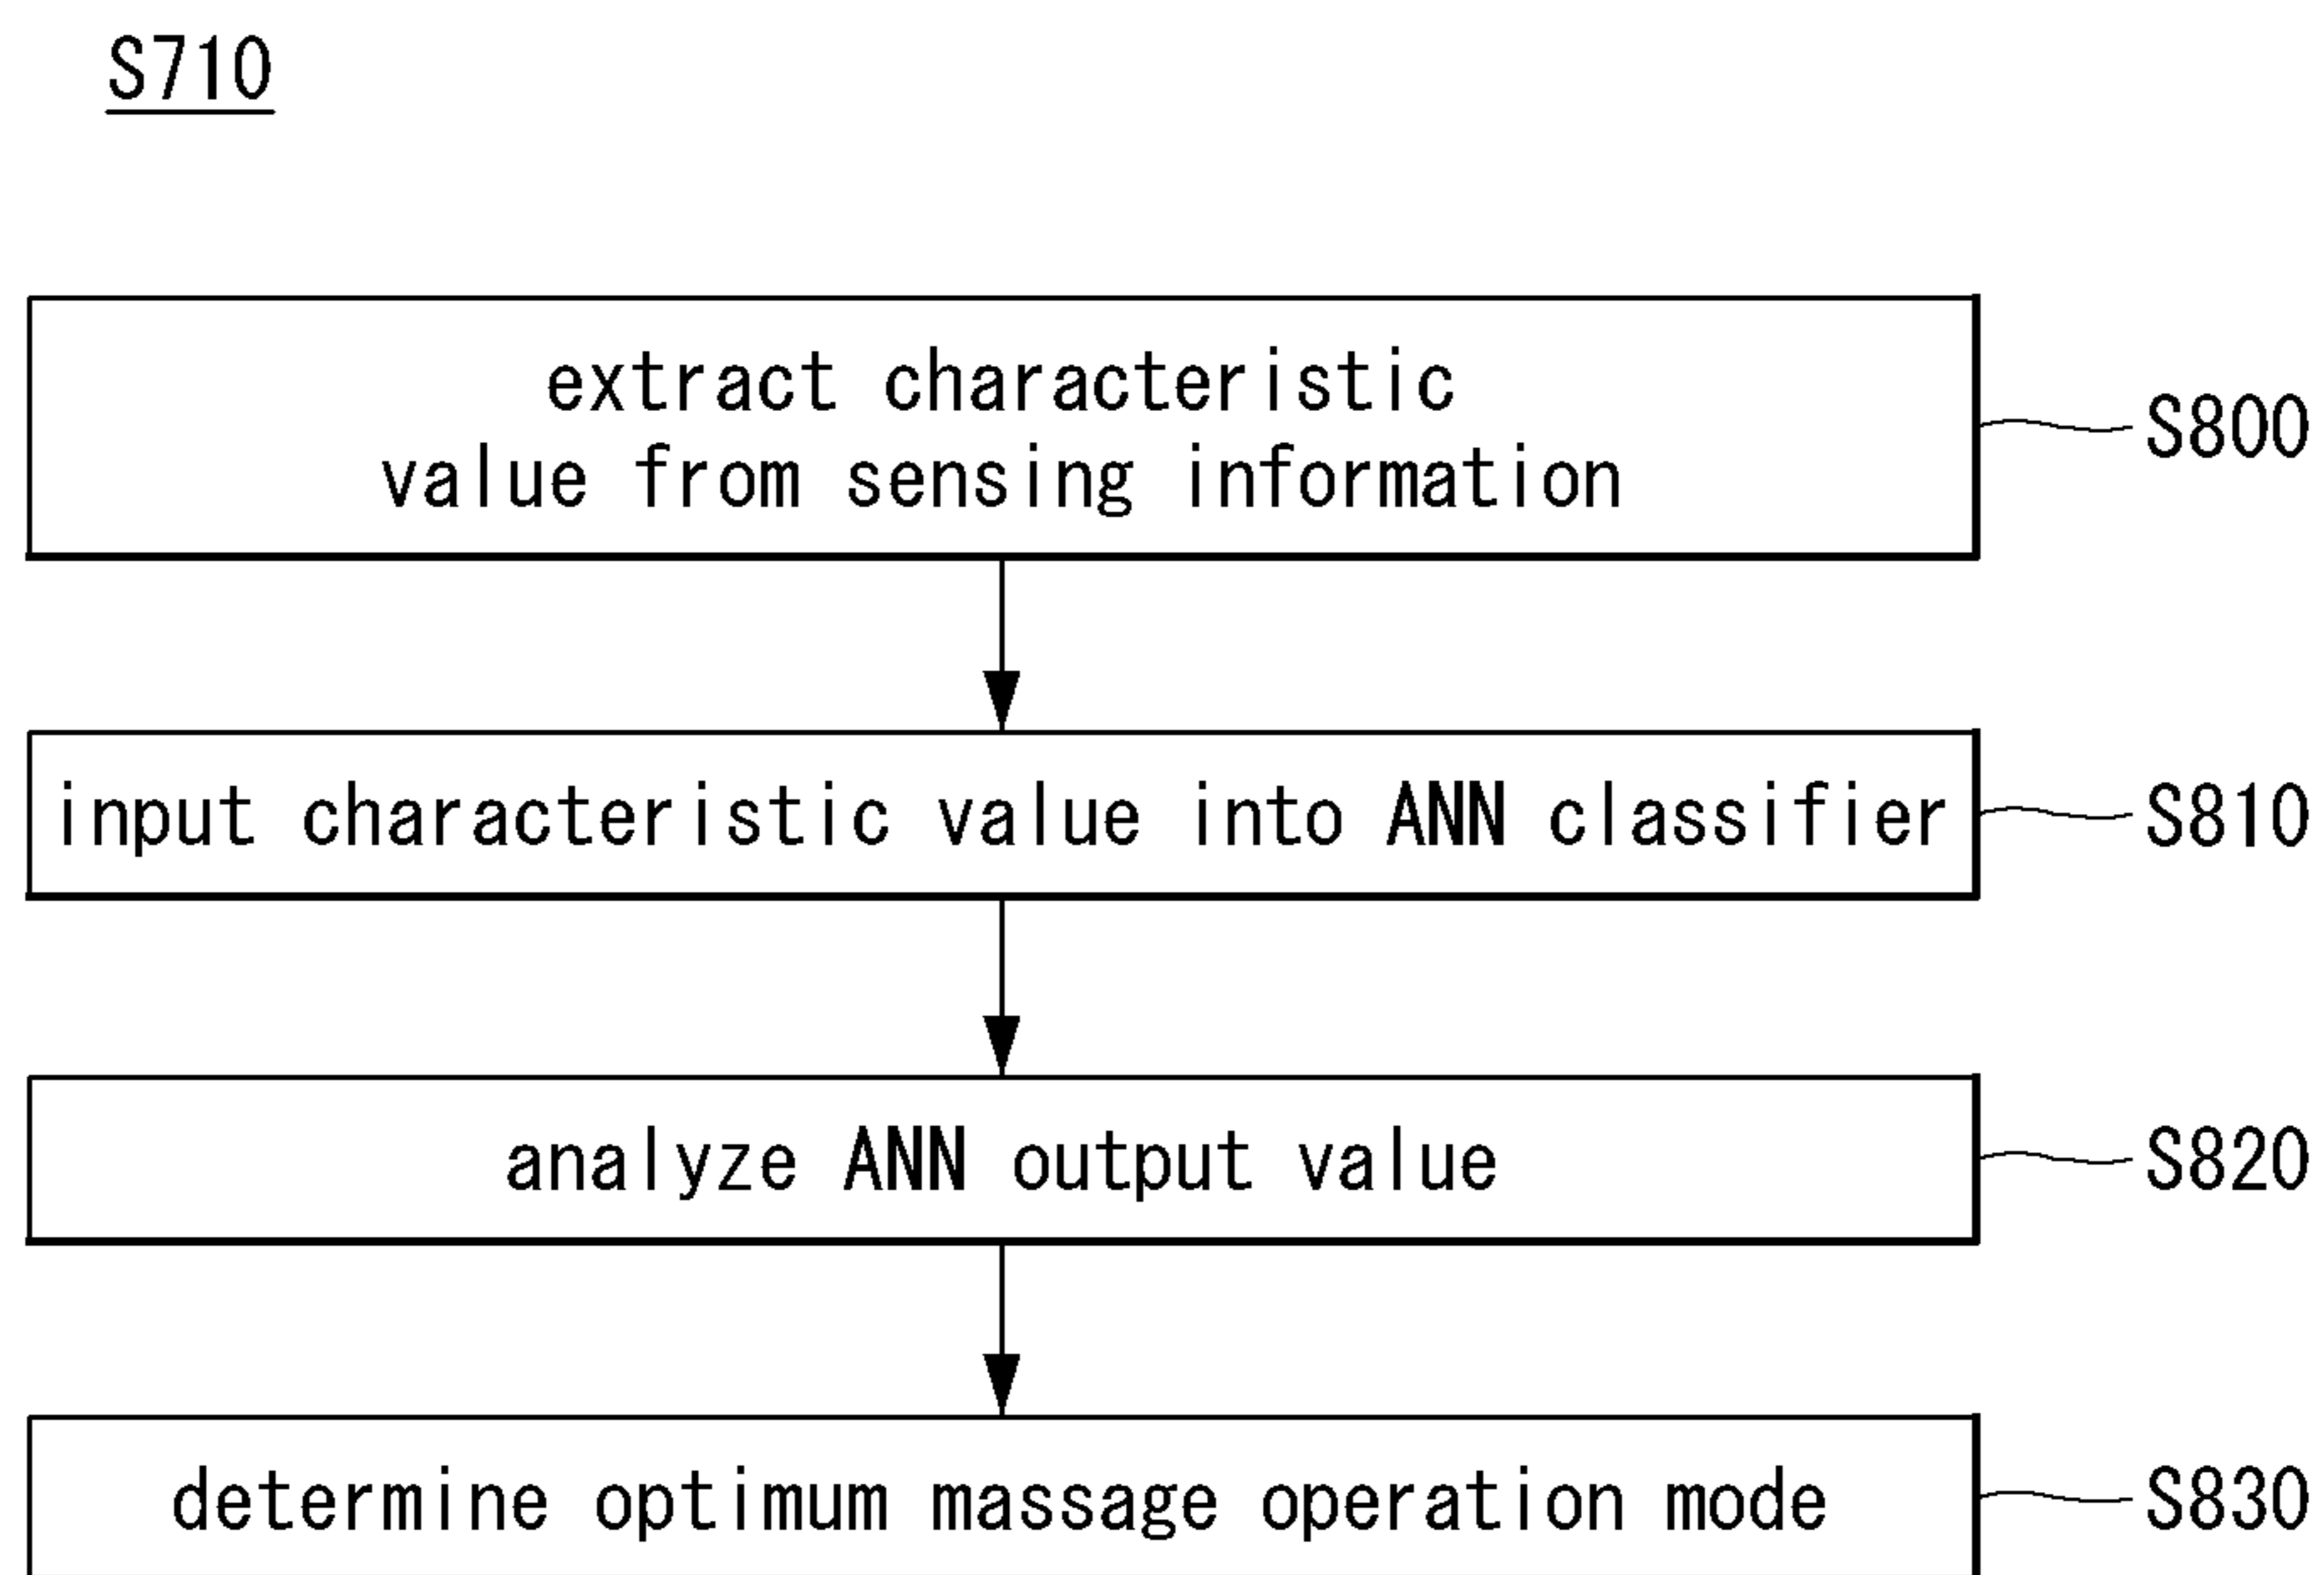 S710
extract characteristic
value from sensing information
S800
input characteristic value into ANN classifier
S810
analyze ANN output value
S820
determine optimum massage operation mode
S830